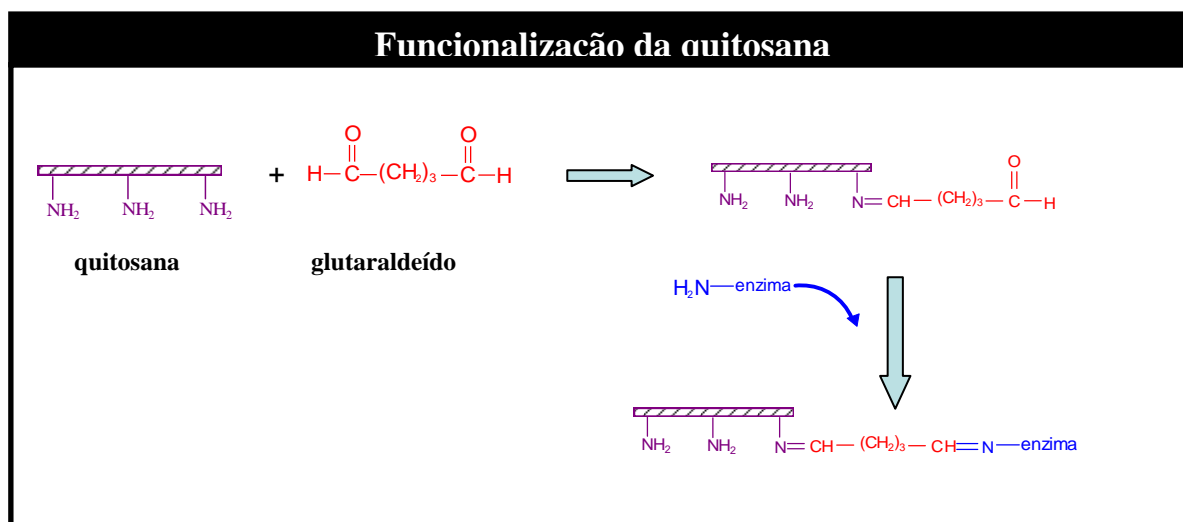 Funcionalização da quitosana
O O
H—C—(CH₂)₃—C—H
+
NH₂ NH₂ NH₂
quitosana
glutaraldeído
O
NH₂ NH₂ N=CH—(CH₂)₃—C—H
H₂N—enzima
NH₂ NH₂ N=CH—(CH₂)₃—CH=N—enzima